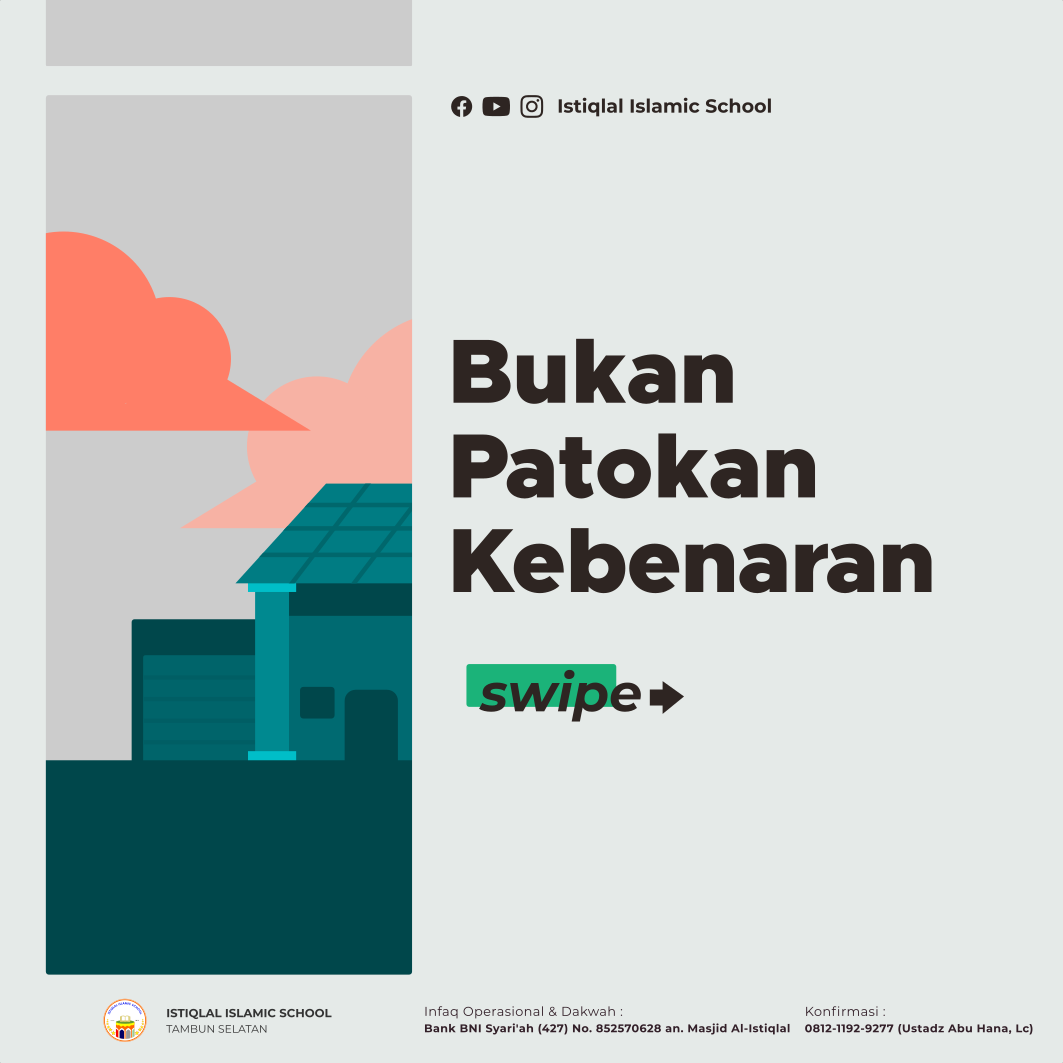 Istiqlal Islamic School
Bukan
Patokan
Kebenaran
swipe
ISTIQLAL ISLAMIC SCHOOL
TAMBUN SELATAN
Infaq Operasional & Dakwah :
Bank BNI Syari'ah (427) No. 852570628 an. Masjid Al-Istiqlal
Konfirmasi :
0812-1192-9277 (Ustadz Abu Hana, Lc)